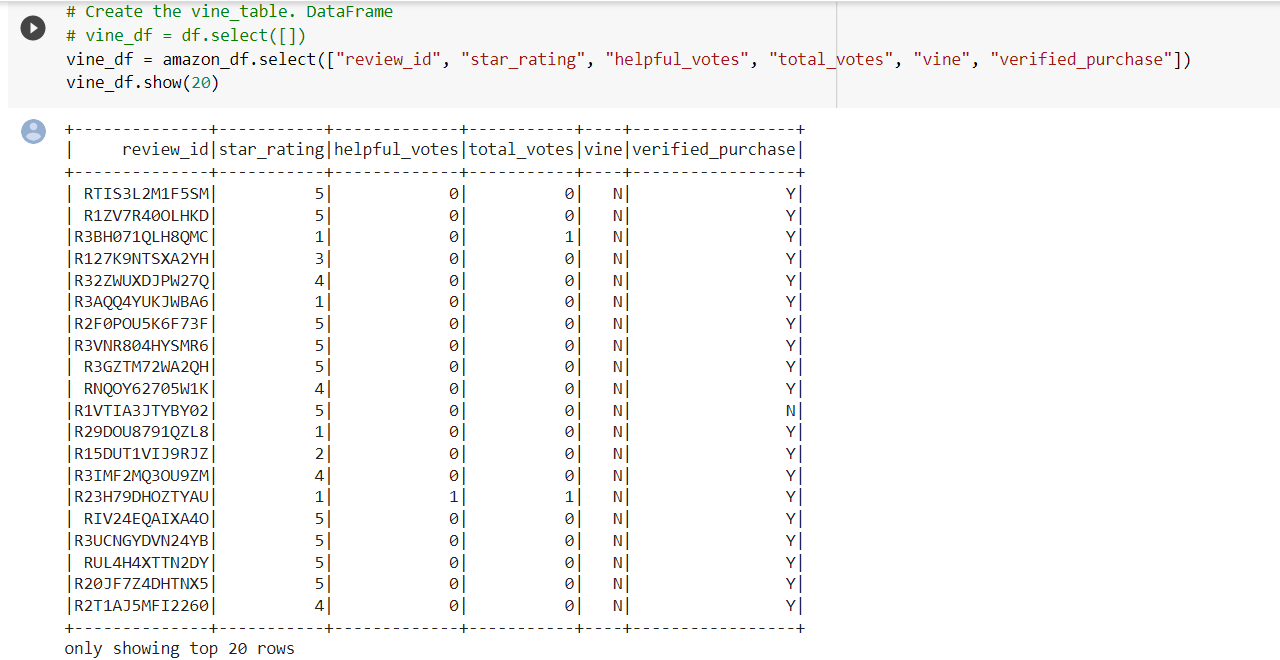 # Create the vine_table. DataFrame
# vine_df = df.select([])
vine_df = amazon_df.select(["review_id", "star_rating", "helpful_votes", "total_votes", "vine", "verified_purchase"])
vine_df.show(20)
+--------------+-----------+-------------+-----------+----+-----------------+
|     review_id|star_rating|helpful_votes|total_votes|vine|verified_purchase|
+--------------+-----------+-------------+-----------+----+-----------------+
| RTIS3L2M1F5SM|          5|            0|          0|   N|                Y|
| R1ZV7R40OLHKD|          5|            0|          0|   N|                Y|
|R3BH071QLH8QMC|          1|            0|          1|   N|                Y|
|R127K9NTSXA2YH|          3|            0|          0|   N|                Y|
|R32ZWUXDJPW27Q|          4|            0|          0|   N|                Y|
|R3AQQ4YUKJWBA6|          1|            0|          0|   N|                Y|
|R2F0POU5K6F73F|          5|            0|          0|   N|                Y|
|R3VNR804HYSMR6|          5|            0|          0|   N|                Y|
| R3GZTM72WA2QH|          5|            0|          0|   N|                Y|
| RNQOY62705W1K|          4|            0|          0|   N|                Y|
|R1VTIA3JTYBY02|          5|            0|          0|   N|                N|
|R29DOU8791QZL8|          1|            0|          0|   N|                Y|
|R15DUT1VIJ9RJZ|          2|            0|          0|   N|                Y|
|R3IMF2MQ3OU9ZM|          4|            0|          0|   N|                Y|
|R23H79DHOZTYAU|          1|            1|          1|   N|                Y|
| RIV24EQAIXA4O|          5|            0|          0|   N|                Y|
|R3UCNGYDVN24YB|          5|            0|          0|   N|                Y|
| RUL4H4XTTN2DY|          5|            0|          0|   N|                Y|
|R20JF7Z4DHTNX5|          5|            0|          0|   N|                Y|
|R2T1AJ5MFI2260|          4|            0|          0|   N|                Y|
+--------------+-----------+-------------+-----------+----+-----------------+
only showing top 20 rows